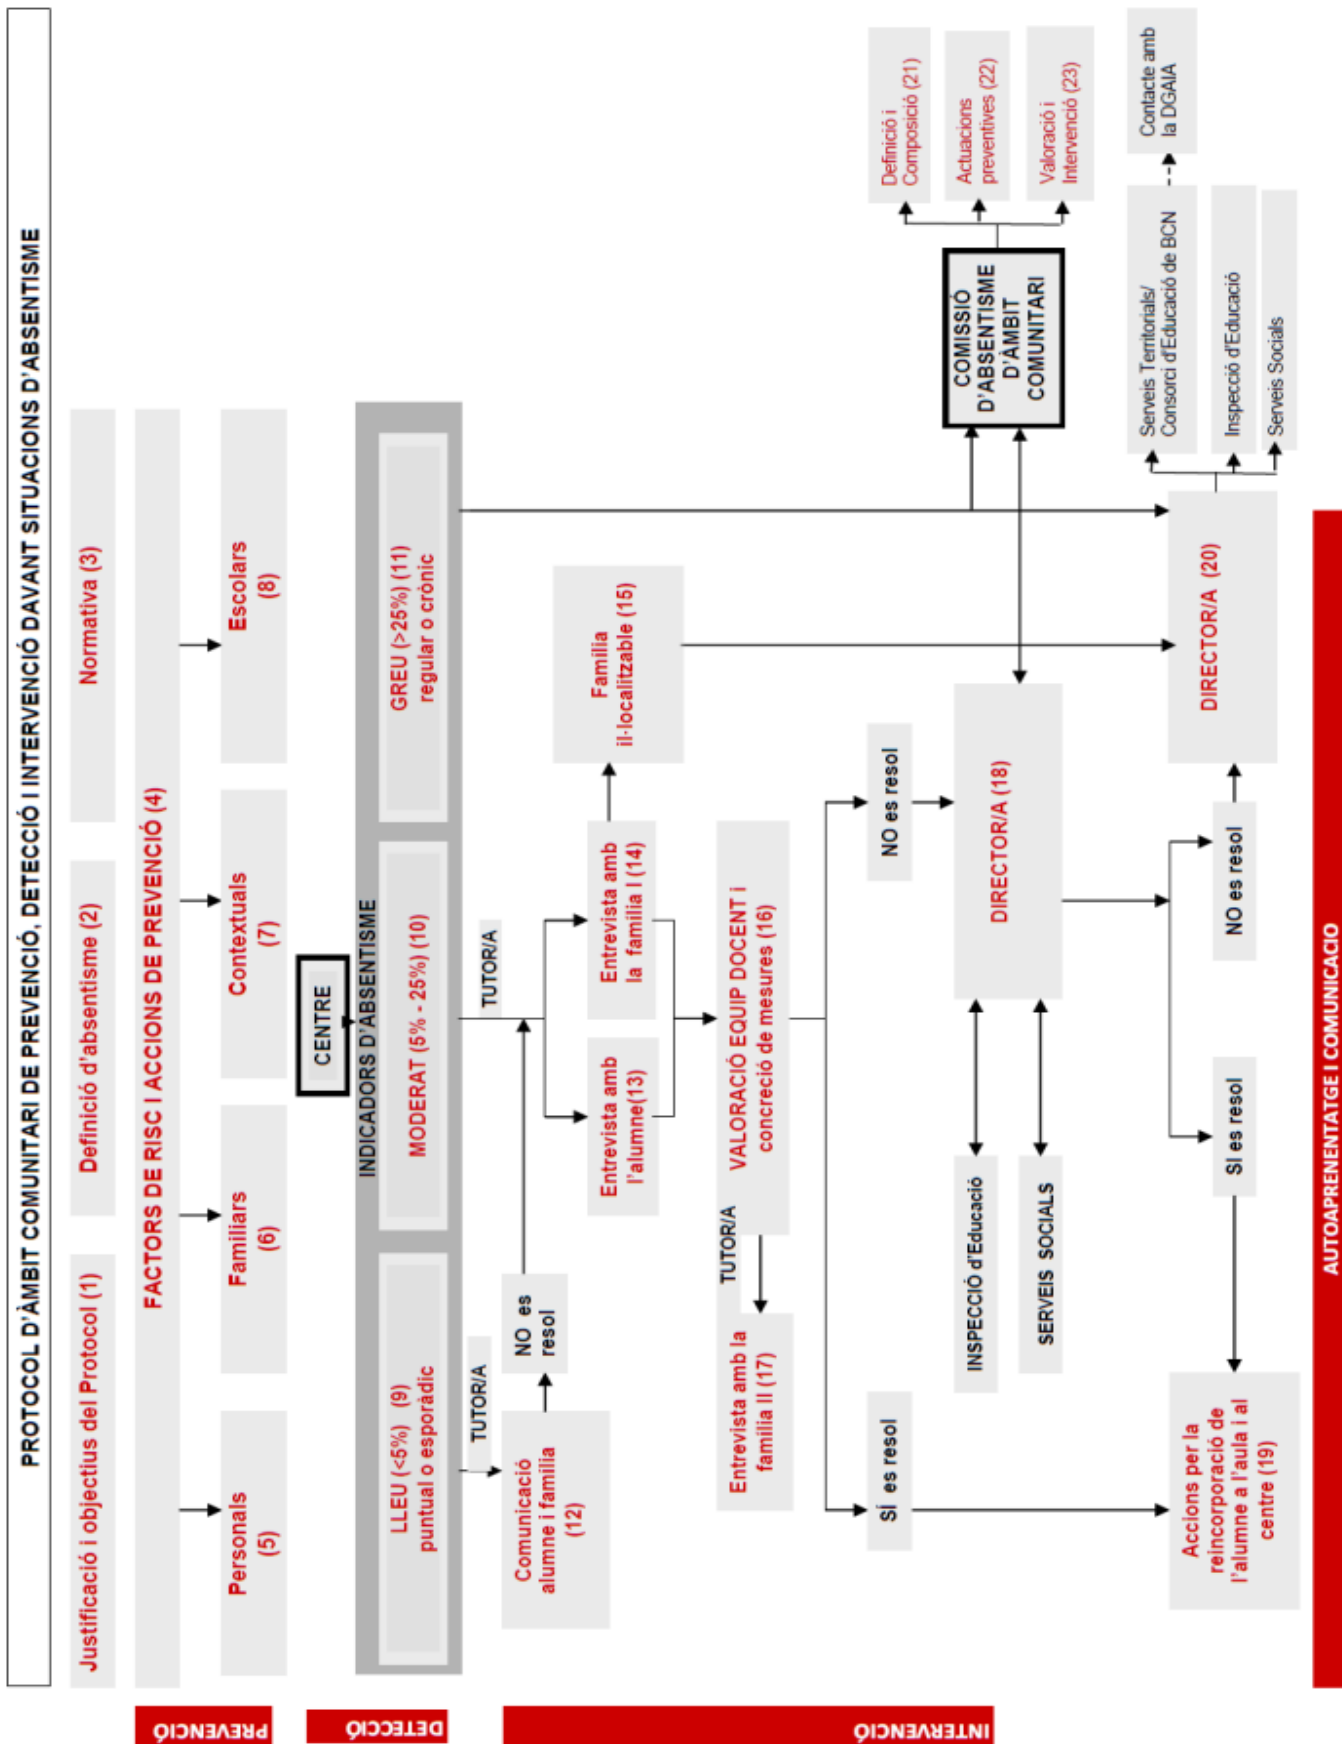 PROTOCOL D'ÀMBIT COMUNITARI DE PREVENCIÓ, DETECCIÓ I INTERVENCIÓ DAVANT SITUACIONS D'ABSENTISME
Justificació i objectius del Protocol (1)
Definició d'absentisme (2)
Normativa (3)
PREVENCIÓ
FACTORS DE RISC I ACCIONS DE PREVENCIÓ (4)
Personals
(5)
Familiars
(6)
Contextuals
(7)
Escolars
(8)
CENTRE
DETECCIÓ
INDICADORS D'ABSENTISME
LLEU (<5%) (9)
puntual o esporàdic
MODERAT (5% - 25%) (10)
GREU (>25%) (11)
regular o crònic
INTERVENCIÓ
TUTOR/A
TUTOR/A
Comunicació
alumne i família
(12)
NO es
resol
Entrevista amb
l'alumne(13)
Entrevista amb
la família I (14)
Família
il·localitzable (15)
TUTOR/A
VALORACIÓ EQUIP DOCENT i
concreció de mesures (16)
Entrevista amb la
família II (17)
SÍ es resol
NO es resol
INSPECCIÓ d'Educació
SERVEIS SOCIALS
DIRECTOR/A (18)
COMISSIÓ
D'ABSENTISME
D'ÀMBIT
COMUNITARI
Definició i
Composició (21)
Actuacions
preventives (22)
Valoració i
Intervenció (23)
Accions per la
reincorporació de
l'alumne a l'aula i al
centre (19)
SI es resol
NO es resol
DIRECTOR/A (20)
Serveis Territorials/
Consorci d'Educació de BCN
Inspecció d'Educació
Serveis Socials
Contacte amb
la DGAIA
AUTOAPRENENTATGE I COMUNICACIO